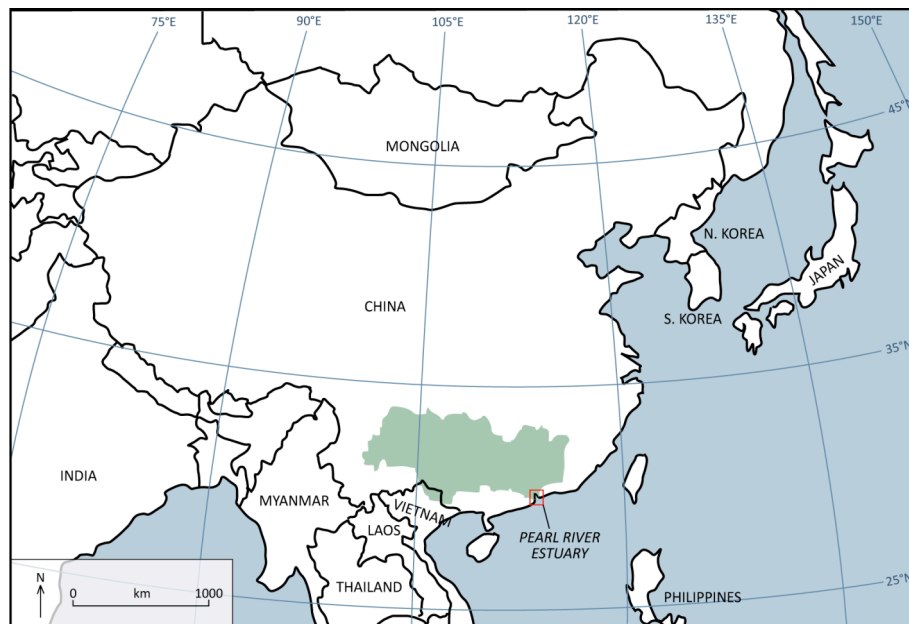 75°E
90°E
105°E
120°E
135°E
150°E
45°N
MONGOLIA
N. KOREA
JAPAN
CHINA
S. KOREA
35°N
INDIA
MYANMAR
VIETNAM
LAOS
PEARL RIVER
ESTUARY
THAILAND
25°N
PHILIPPINES
N
0 km 1000